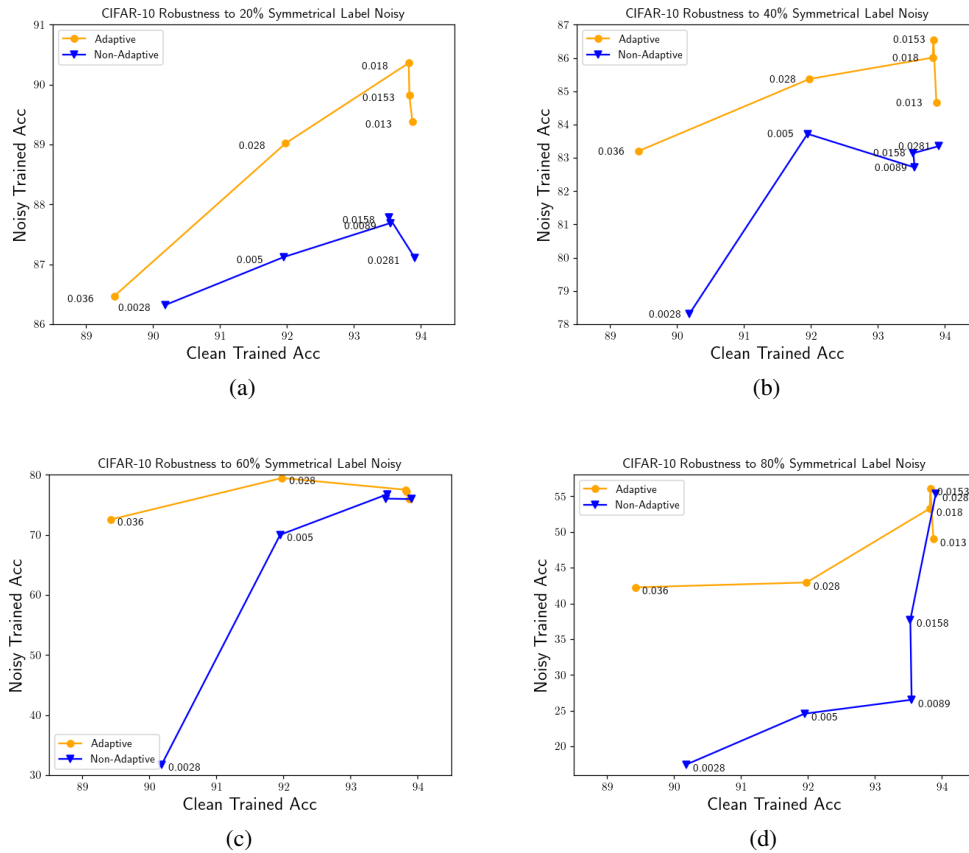 CIFAR-10 Robustness to 20% Symmetrical Label Noisy
91
90
89
88
87
86
Noisy Trained Acc
Adaptive
Non-Adaptive
0.018
0.0153
0.013
0.028
0.036
0.0158
0.0089
0.005
0.0281
0.0028
89 90 91 92 93 94
Clean Trained Acc
(a)
CIFAR-10 Robustness to 40% Symmetrical Label Noisy
87
86
85
84
83
82
81
80
79
78
Noisy Trained Acc
Adaptive
Non-Adaptive
0.0153
0.018
0.028
0.013
0.005
0.036
0.0281
0.0158
0.0089
0.0028
89 90 91 92 93 94
Clean Trained Acc
(b)
CIFAR-10 Robustness to 60% Symmetrical Label Noisy
80
70
60
50
40
30
Noisy Trained Acc
0.028
0.036
0.005
0.0028
Adaptive
Non-Adaptive
89 90 91 92 93 94
Clean Trained Acc
(c)
CIFAR-10 Robustness to 80% Symmetrical Label Noisy
55
50
45
40
35
30
25
20
Noisy Trained Acc
Adaptive
Non-Adaptive
0.0153
0.028
0.018
0.013
0.036
0.028
0.0158
0.0089
0.005
0.0028
89 90 91 92 93 94
Clean Trained Acc
(d)